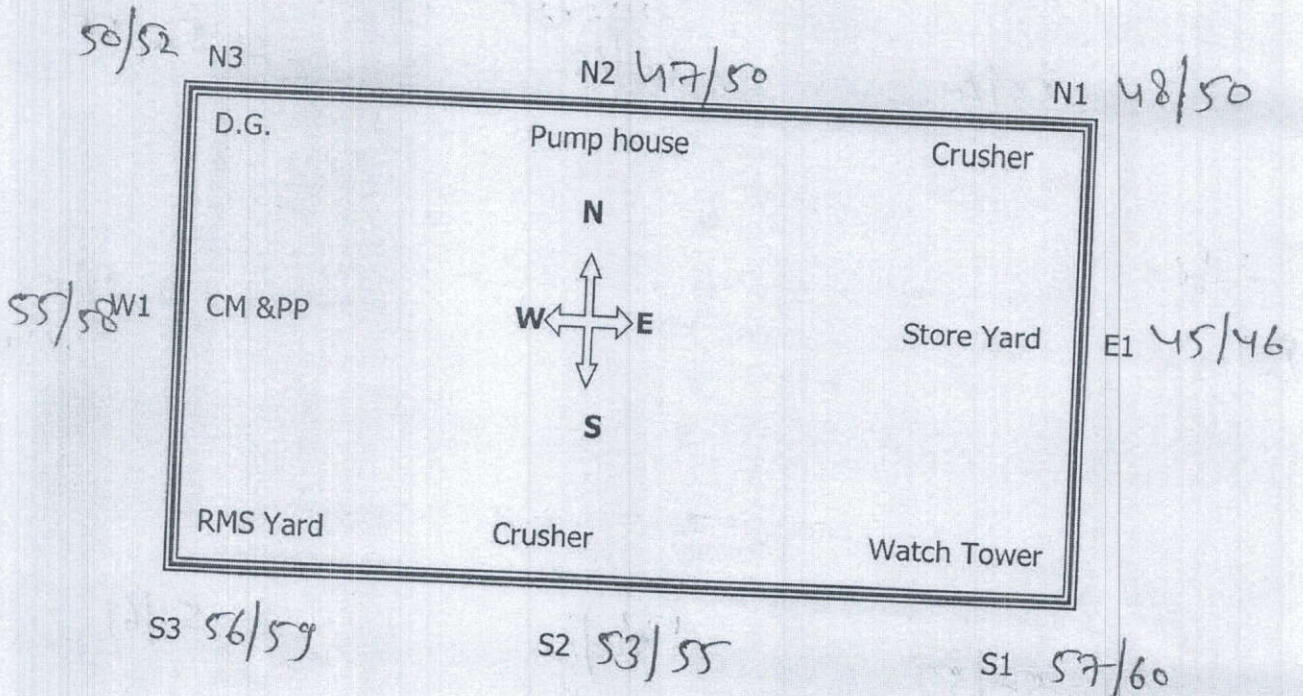 50/52 N3 N2 47/50 N1 48/50
D.G. Pump house Crusher
N
55/58 W1 CM &PP W E Store Yard E1 45/46
S
RMS Yard Crusher Watch Tower
S3 56/59 S2 53/55 S1 57/60